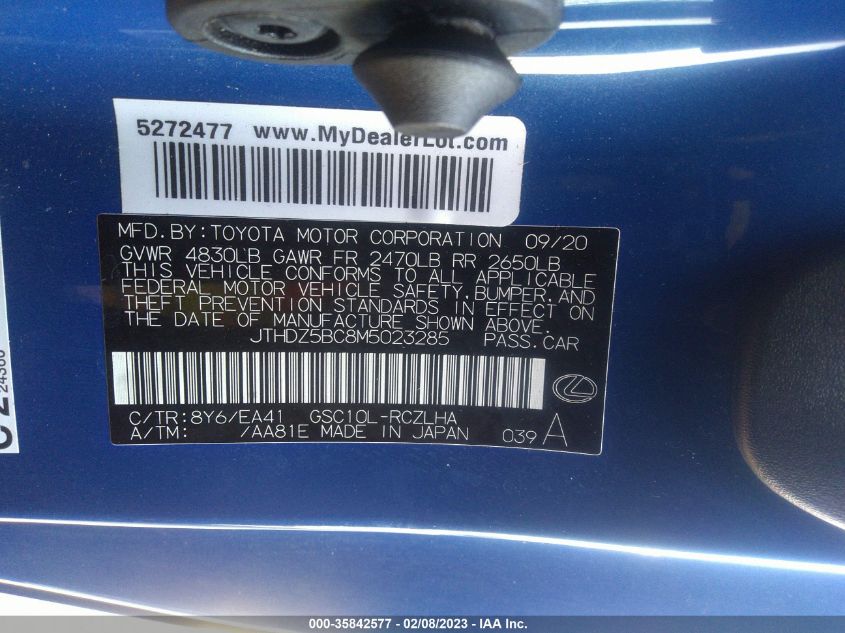 5272477 www.MyDealerLot.com
MFD.BY:TOYOTA MOTOR CORPORATION 09/20
GVWR 4830LB GAWR FR 2470LB RR 2650LB
THIS VEHICLE CONFORMS TO ALL APPLICABLE
FEDERAL MOTOR VEHICLE SAFETY,BUMPER,AND
THEFT PREVENTION STANDARDS IN EFFECT ON
THE DATE OF MANUFACTURE SHOWN ABOVE.
JTHDZ5BC8M5023285 PASS.CAR
C/TR:8Y6/EA41 GSC10L-RCZLHA
A/TM: /AA81E MADE IN JAPAN 039 A
000-35842577 — 02/08/2023 — IAA Inc.